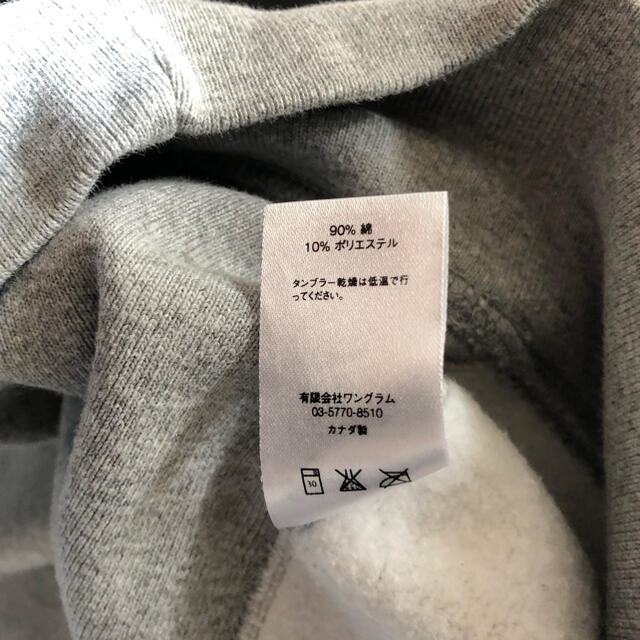 90% 綿
10% ポリエステル
タンブラー乾燥は低温で行
ってください。
有限会社ワングラム
03-5770-8510
カナダ製
30